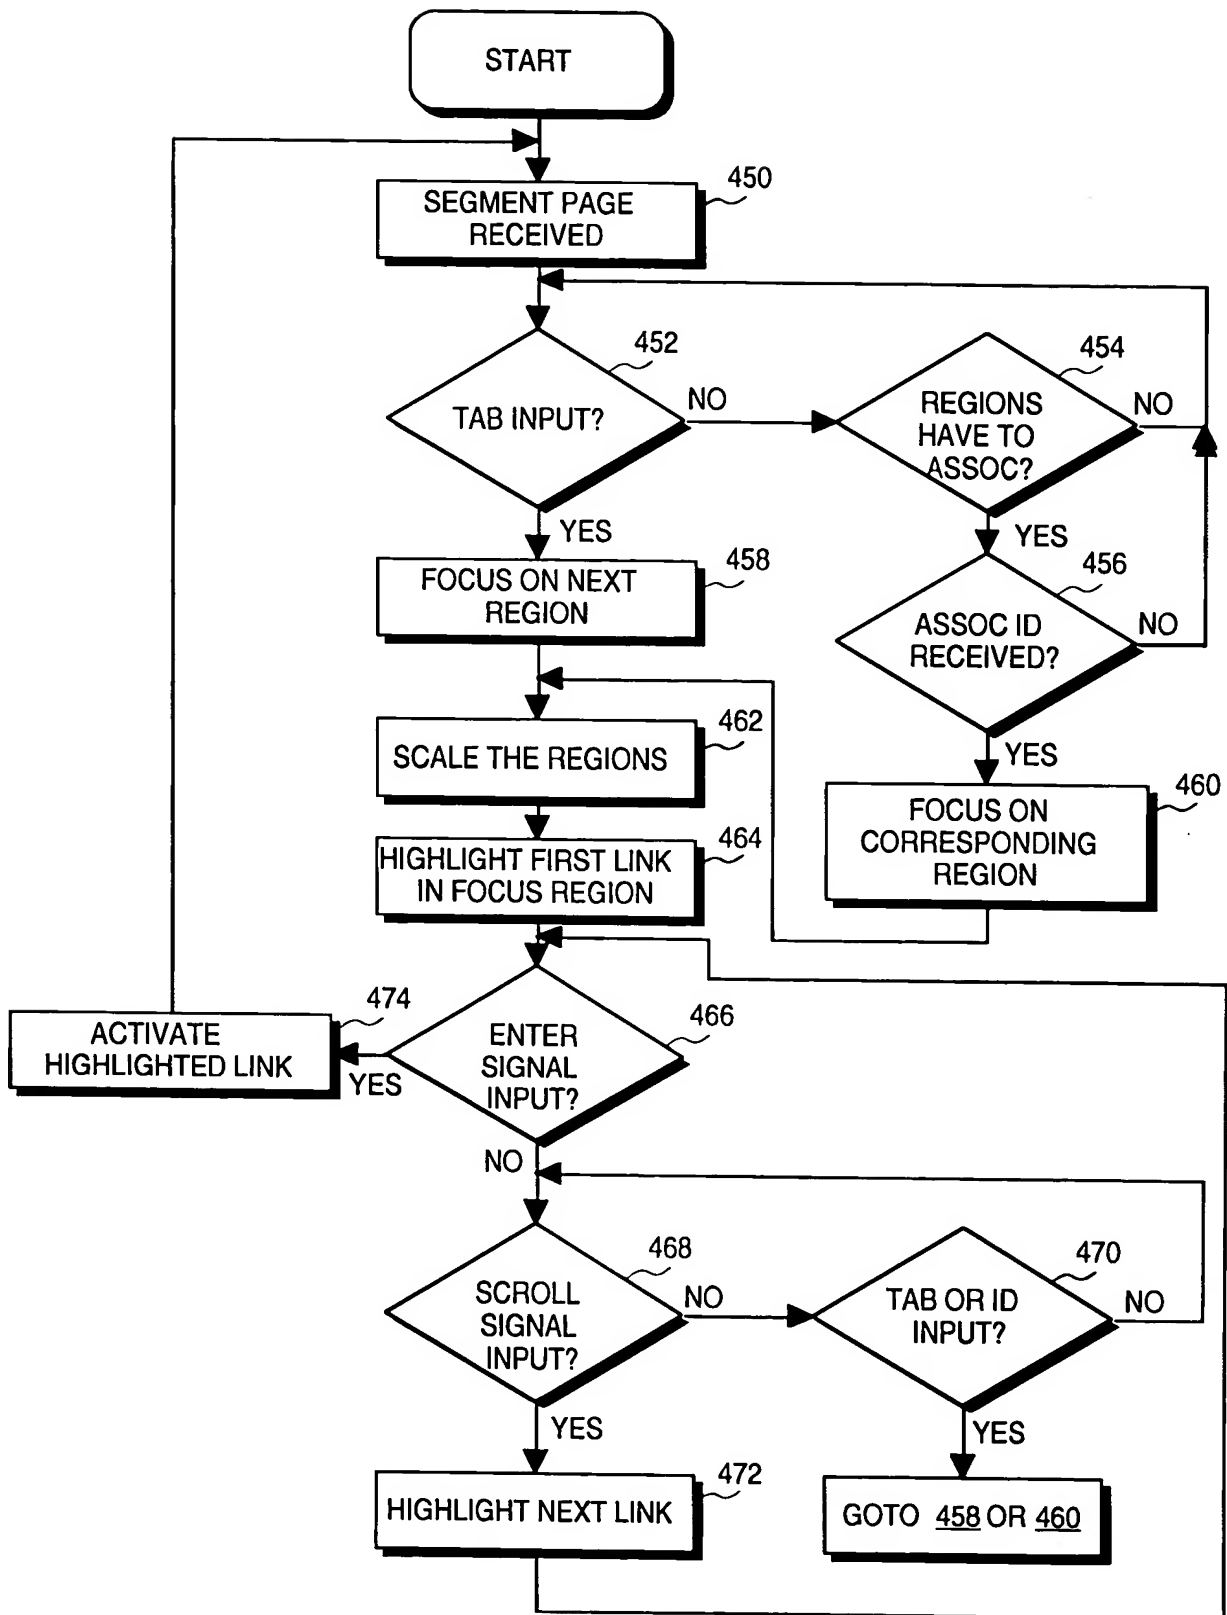 START
450
SEGMENT PAGE
RECEIVED
452
TAB INPUT?
NO
454
REGIONS
HAVE TO
ASSOC?
NO
YES
YES
458
FOCUS ON NEXT
REGION
456
ASSOC ID
RECEIVED?
NO
YES
462
SCALE THE REGIONS
460
FOCUS ON
CORRESPONDING
REGION
464
HIGHLIGHT FIRST LINK
IN FOCUS REGION
474
ACTIVATE
HIGHLIGHTED LINK
YES
466
ENTER
SIGNAL
INPUT?
NO
468
SCROLL
SIGNAL
INPUT?
NO
470
TAB OR ID
INPUT?
NO
YES
YES
472
HIGHLIGHT NEXT LINK
GOTO 458 OR 460